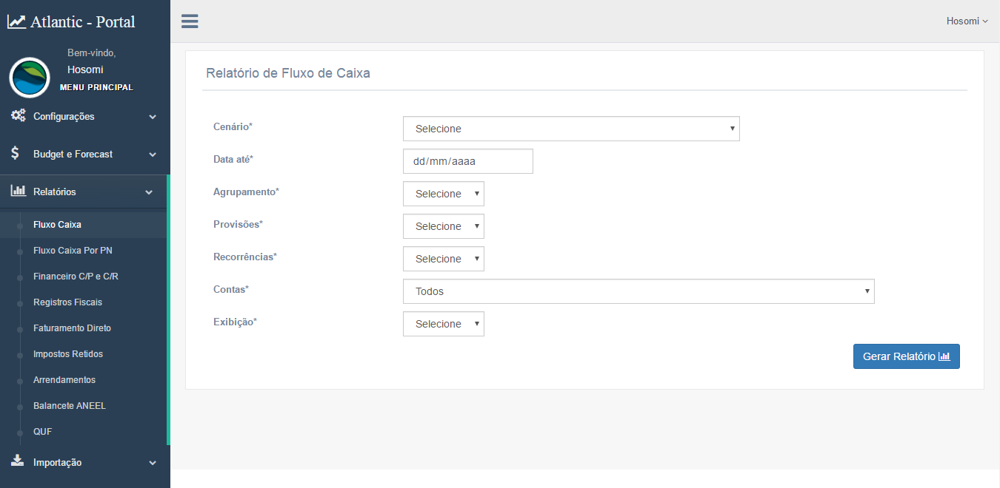 Atlantic - Portal
Bem-vindo,
Hosomi
MENU PRINCIPAL
Configurações
Budget e Forecast
Relatórios
Fluxo Caixa
Fluxo Caixa Por PN
Financeiro C/P e C/R
Registros Fiscais
Faturamento Direto
Impostos Retidos
Arrendamentos
Balancete ANEEL
QUF
Importação
Hosomi
Relatório de Fluxo de Caixa
Cenário* Selecione
Data até* dd/mm/aaaa
Agrupamento* Selecione
Provisões* Selecione
Recorrências* Selecione
Contas* Todos
Exibição* Selecione
Gerar Relatório